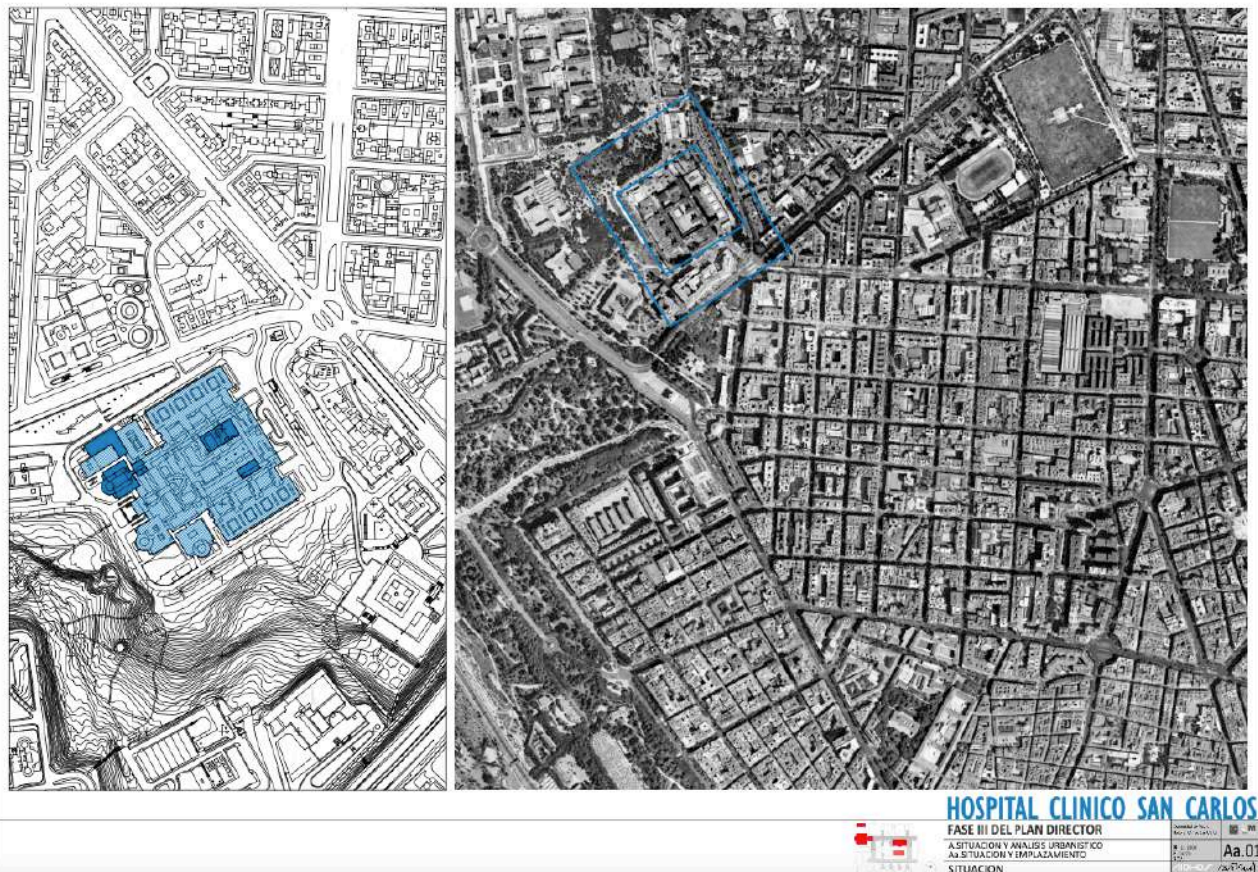 HOSPITAL CLINICO SAN CARLOS
FASE III DEL PLAN DIRECTOR
A.SITUACION Y ANALISIS URBANISTICO
Aa.SITUACION Y EMPLAZAMIENTO
SITUACION
Aa.01